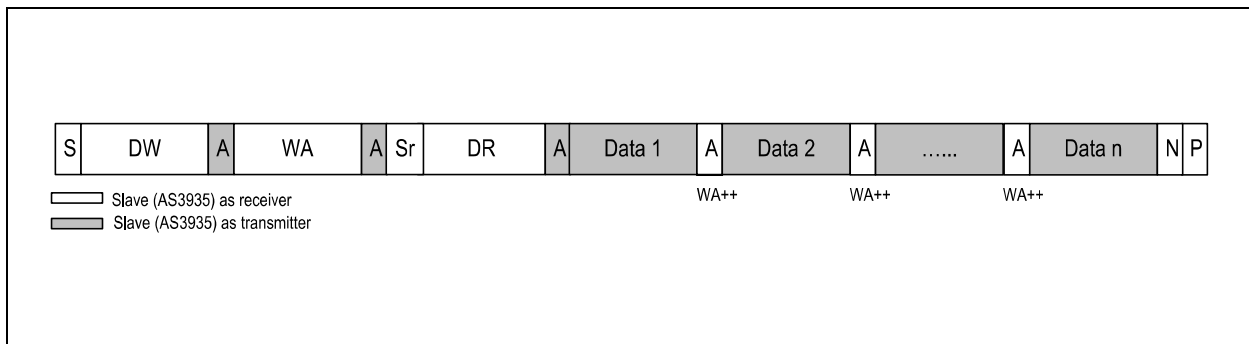 S DW A WA A Sr DR A Data 1 A Data 2 A ...... A Data n N P
WA++ WA++ WA++
Slave (AS3935) as receiver
Slave (AS3935) as transmitter